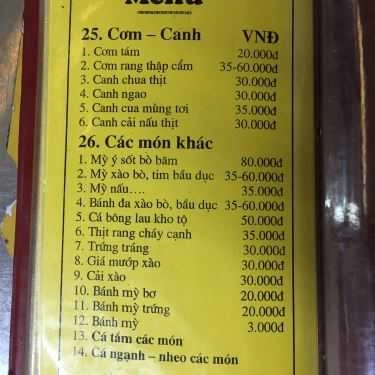 Menu
25. Cơm – Canh VNĐ
1. Cơm tám 20.000đ
2. Cơm rang thập cẩm 35-60.000đ
3. Canh chua thịt 30.000đ
4. Canh ngao 30.000đ
5. Canh cua mùng tơi 35.000đ
6. Canh cải nấu thịt 30.000đ
26. Các món khác
1. Mỳ ý sốt bò băm 80.000đ
2. Mỳ xào bò, tim bầu dục 35-60.000đ
3. Mỳ nấu.... 35.000đ
4. Bánh đa xào bò, bầu dục 35-60.000đ
5. Cá bông lau kho tộ 50.000đ
6. Thịt rang cháy cạnh 35.000đ
7. Trứng tráng 30.000đ
8. Giá mướp xào 30.000đ
9. Cải xào 30.000đ
10. Bánh mỳ bơ 20.000đ
11. Bánh mỳ trứng 20.000đ
12. Bánh mỳ 3.000đ
13. Cá tầm các món
14. Cá ngạnh – nheo các món